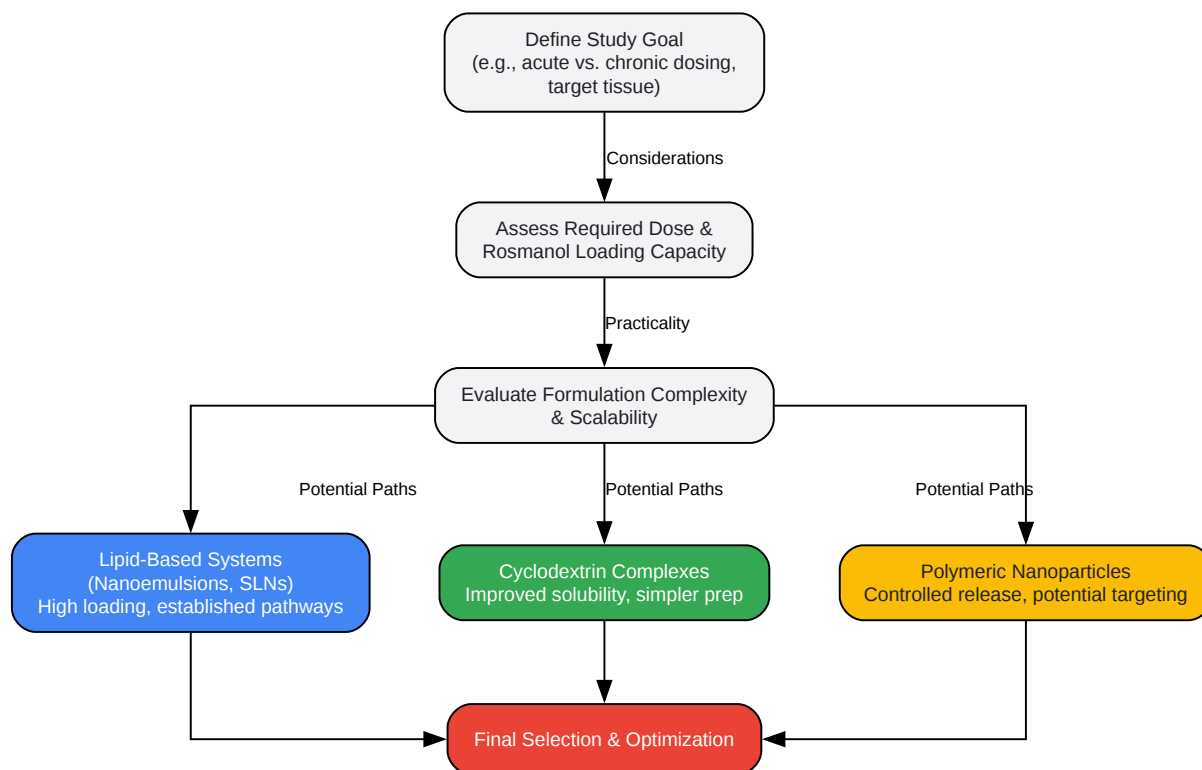 Define Study Goal
(e.g., acute vs. chronic dosing,
target tissue)
Considerations
Assess Required Dose &
Rosmanol Loading Capacity
Practicality
Evaluate Formulation Complexity
& Scalability
Potential Paths
Potential Paths
Potential Paths
Lipid-Based Systems
(Nanoemulsions, SLNs)
High loading, established pathways
Cyclodextrin Complexes
Improved solubility, simpler prep
Polymeric Nanoparticles
Controlled release, potential targeting
Final Selection & Optimization